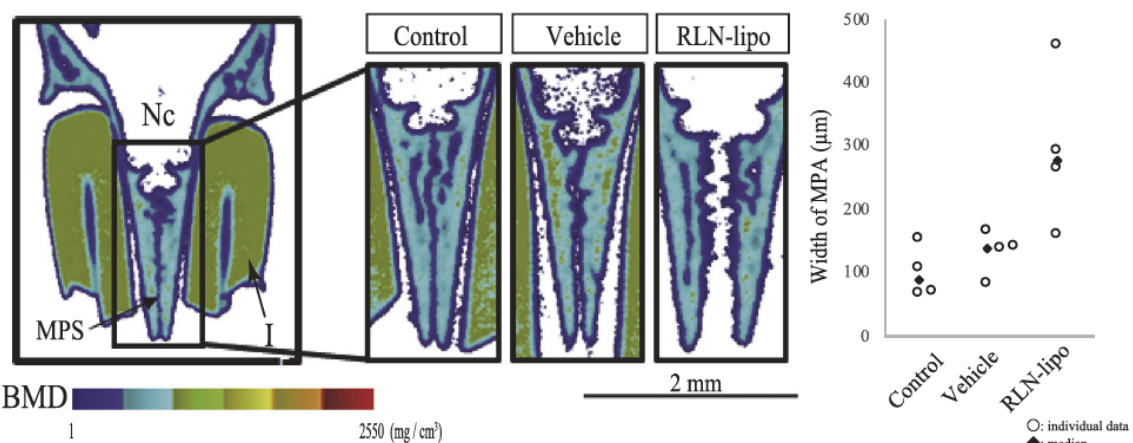 Control
Vehicle
RLN-lipo
Nc
MPS
I
2 mm
BMD
1
2550 (mg / cm³)
500
400
300
200
100
0
Width of MPA (μm)
Control
Vehicle
RLN-lipo
○: individual data
◆: median